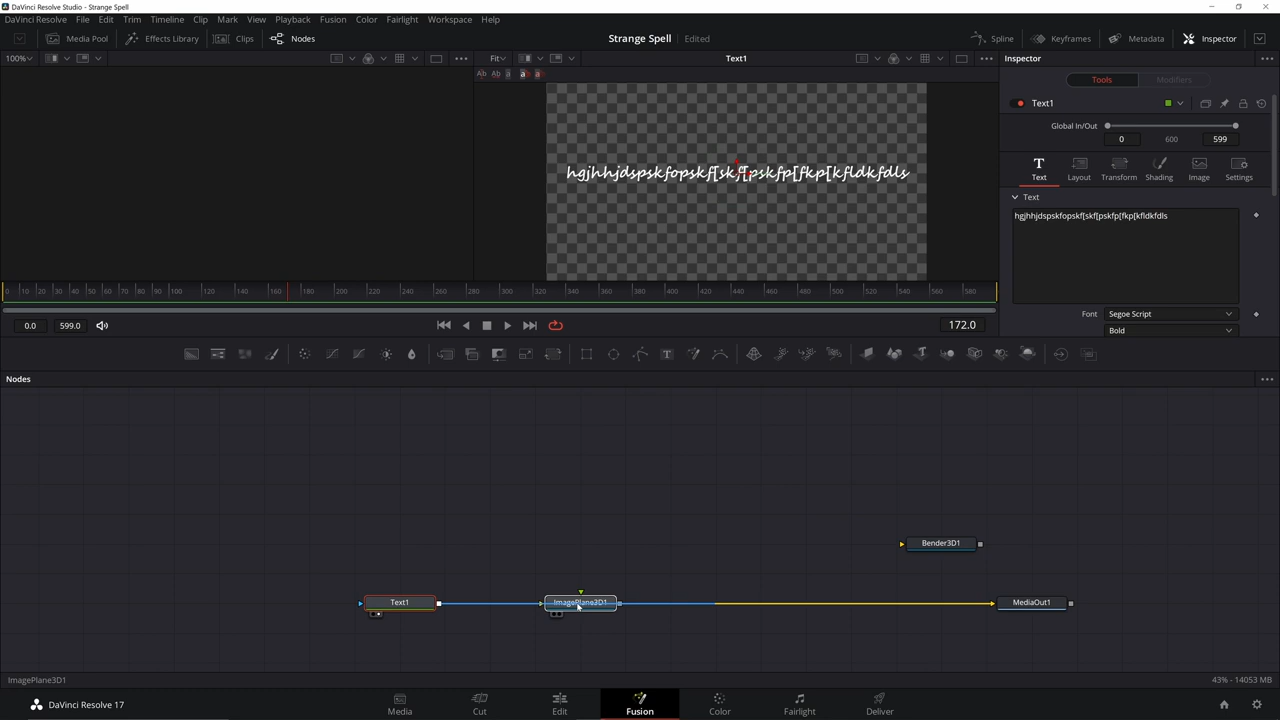 DaVinci Resolve Studio - Strange Spell
DaVinci Resolve File Edit Trim Timeline Clip Mark View Playback Fusion Color Fairlight Workspace Help
Media Pool Effects Library Clips Nodes Strange Spell Edited Spline Keyframes Metadata Inspector
100% Fit Text1 Inspector
Tools Modifiers
Text1
Global In/Out
0 600 599
Text Layout Transform Shading Image Settings
Text
hgjhhjdspskfopskf[skf[pskfp[fkp[kfldkfdls
hgjhhjdspskfopskf[skf[pskfp[fkp[kfldkfdls
0 10 20 30 40 50 60 70 80 90 100 120 140 160 180 200 220 240 260 280 300 320 340 360 380 400 420 440 460 480 500 520 540 560 580
Font Segoe Script
Bold
0.0 599.0 172.0
Nodes
Bender3D1
Text1 ImagePlane3D1 MediaOut1
ImagePlane3D1 43% - 14053 MB
DaVinci Resolve 17 Media Cut Edit Fusion Color Fairlight Deliver